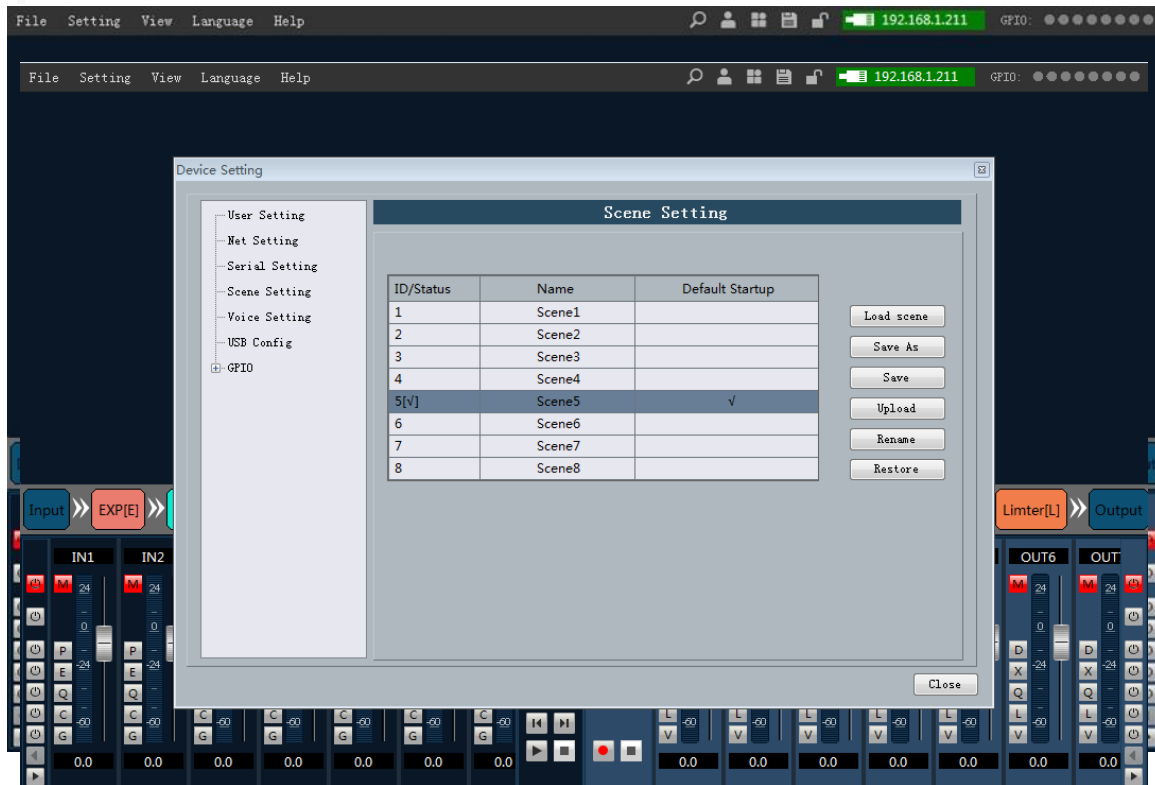 File Setting View Language Help 192.168.1.211 GPIO:
File Setting View Language Help 192.168.1.211 GPIO:
Device Setting
User Setting
Net Setting
Serial Setting
Scene Setting
Voice Setting
USB Config
GPIO
Scene Setting
ID/Status Name Default Startup
1 Scene1
2 Scene2
3 Scene3
4 Scene4
5[√] Scene5 √
6 Scene6
7 Scene7
8 Scene8
Load scene
Save As
Save
Upload
Rename
Restore
Close
Input EXP[E] Limter[L] Output
IN1 IN2 OUT6 OUT
M 24 M 24 M 24 M 24
0 0 0 0
P P D D
E -24 E -24 X -24 X -24
Q Q Q Q
C -60 C -60 C -60 C -60 C -60 C -60 C -60 L -60 L -60 L -60 L -60 L -60 L -60 L -60
G G G G G G G V V V V V V V
0.0 0.0 0.0 0.0 0.0 0.0 0.0 0.0 0.0 0.0 0.0 0.0 0.0 0.0